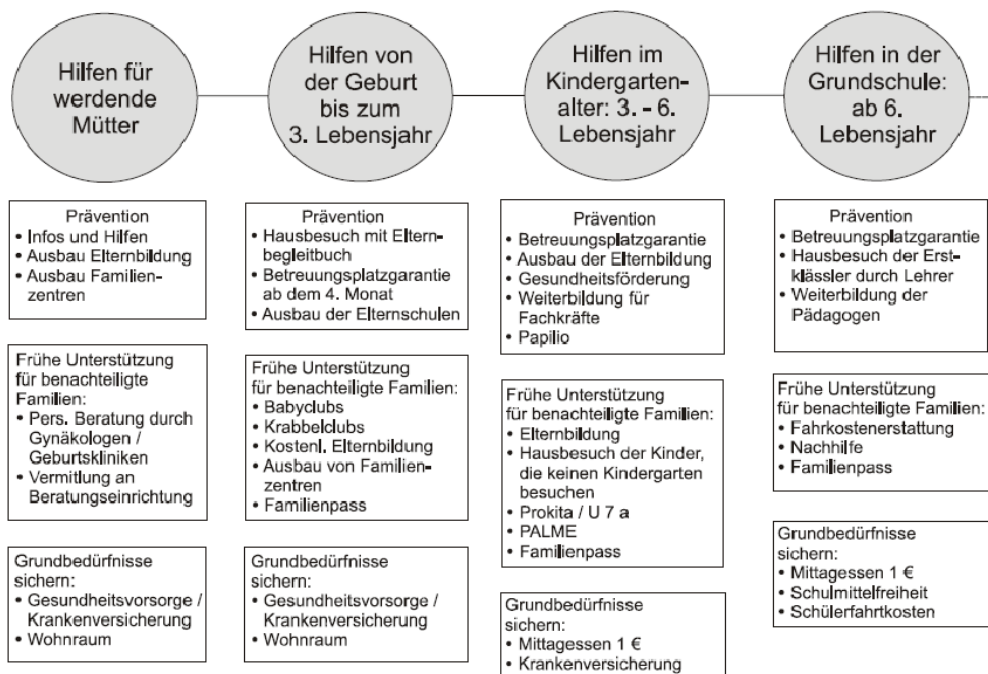 Hilfen für
werdende
Mütter
Hilfen von
der Geburt
bis zum
3. Lebensjahr
Hilfen im
Kindergarten-
alter: 3. - 6.
Lebensjahr
Hilfen in der
Grundschule:
ab 6.
Lebensjahr
Prävention
• Infos und Hilfen
• Ausbau Elternbildung
• Ausbau Familien-
zentren
Frühe Unterstützung
für benachteiligte
Familien:
• Pers. Beratung durch
Gynäkologen /
Geburtskliniken
• Vermittlung an
Beratungseinrichtung
Grundbedürfnisse
sichern:
• Gesundheitsvorsorge /
Krankenversicherung
• Wohnraum
Prävention
• Hausbesuch mit Eltern-
begleitbuch
• Betreuungsplatzgarantie
ab dem 4. Monat
• Ausbau der Elternschulen
Frühe Unterstützung
für benachteiligte Familien:
• Babyclubs
• Krabbelclubs
• Kostenl. Elternbildung
• Ausbau von Familien-
zentren
• Familienpass
Grundbedürfnisse
sichern:
• Gesundheitsvorsorge /
Krankenversicherung
• Wohnraum
Prävention
• Betreuungsplatzgarantie
• Ausbau der Elternbildung
• Gesundheitsförderung
• Weiterbildung für
Fachkräfte
• Papilio
Frühe Unterstützung
für benachteiligte Familien:
• Elternbildung
• Hausbesuch der Kinder,
die keinen Kindergarten
besuchen
• Prokita / U 7 a
• PALME
• Familienpass
Grundbedürfnisse
sichern:
• Mittagessen 1 €
• Krankenversicherung
Prävention
• Betreuungsplatzgarantie
• Hausbesuch der Erst-
klässler durch Lehrer
• Weiterbildung der
Pädagogen
Frühe Unterstützung
für benachteiligte Familien:
• Fahrkostenerstattung
• Nachhilfe
• Familienpass
Grundbedürfnisse
sichern:
• Mittagessen 1 €
• Schulmittelfreiheit
• Schülerfahrtkosten